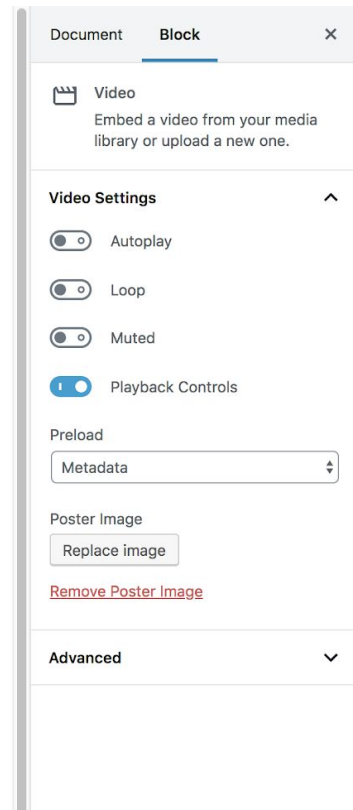 Document Block
Video
Embed a video from your media
library or upload a new one.
Video Settings
Autoplay
Loop
Muted
Playback Controls
Preload
Metadata
Poster Image
Replace image
Remove Poster Image
Advanced